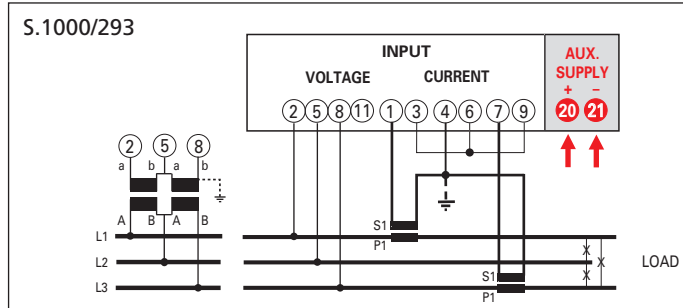 S.1000/293
INPUT
AUX.
SUPPLY
VOLTAGE CURRENT
+ −
2 5 8 11 1 3 4 6 7 9 20 21
2 5 8
a b a b
A B A B
S1
P1
L1
L2
LOAD
S1
L3
P1